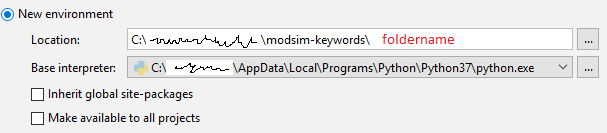 New environment
Location: C:\ \modsim-keywords\ foldername ...
Base interpreter: C:\ \AppData\Local\Programs\Python\Python37\python.exe ...
Inherit global site-packages
Make available to all projects